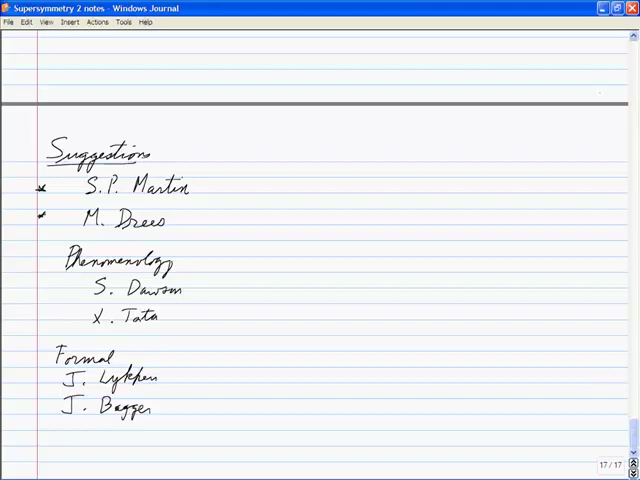 Supersymmetry 2 notes - Windows Journal
File Edit View Insert Actions Tools Help
Suggestions
* S.P. Martin
* M. Drees
Phenomenology
S. Dawson
X. Tata
Formal
J. Lykken
J. Bagger
17 / 17